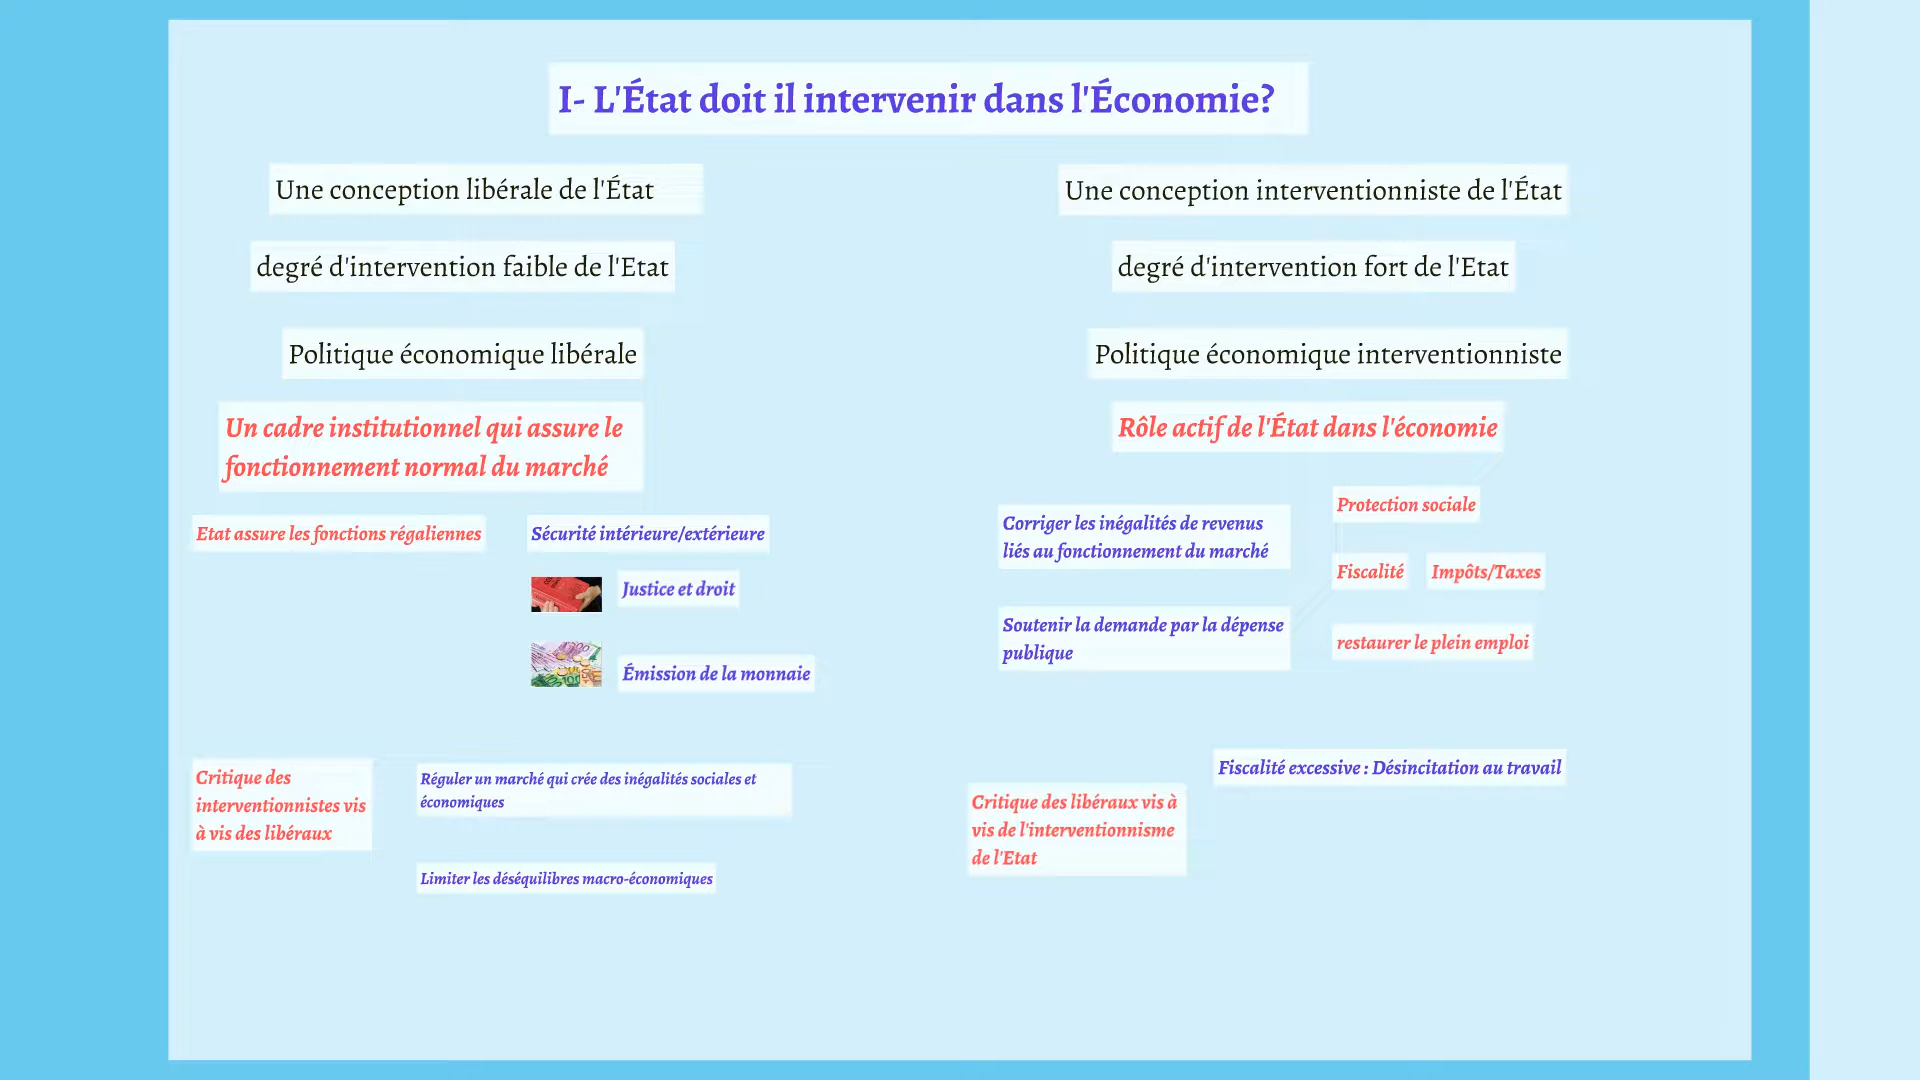 I- L'État doit il intervenir dans l'Économie?
Une conception libérale de l'État
degré d'intervention faible de l'Etat
Politique économique libérale
Un cadre institutionnel qui assure le
fonctionnement normal du marché
Etat assure les fonctions régaliennes
Sécurité intérieure/extérieure
Justice et droit
Émission de la monnaie
Critique des
interventionnistes vis
à vis des libéraux
Réguler un marché qui crée des inégalités sociales et
économiques
Limiter les déséquilibres macro-économiques
Une conception interventionniste de l'État
degré d'intervention fort de l'Etat
Politique économique interventionniste
Rôle actif de l'État dans l'économie
Corriger les inégalités de revenus
liés au fonctionnement du marché
Protection sociale
Fiscalité
Impôts/Taxes
Soutenir la demande par la dépense
publique
restaurer le plein emploi
Critique des libéraux vis à
vis de l'interventionnisme
de l'Etat
Fiscalité excessive : Désincitation au travail